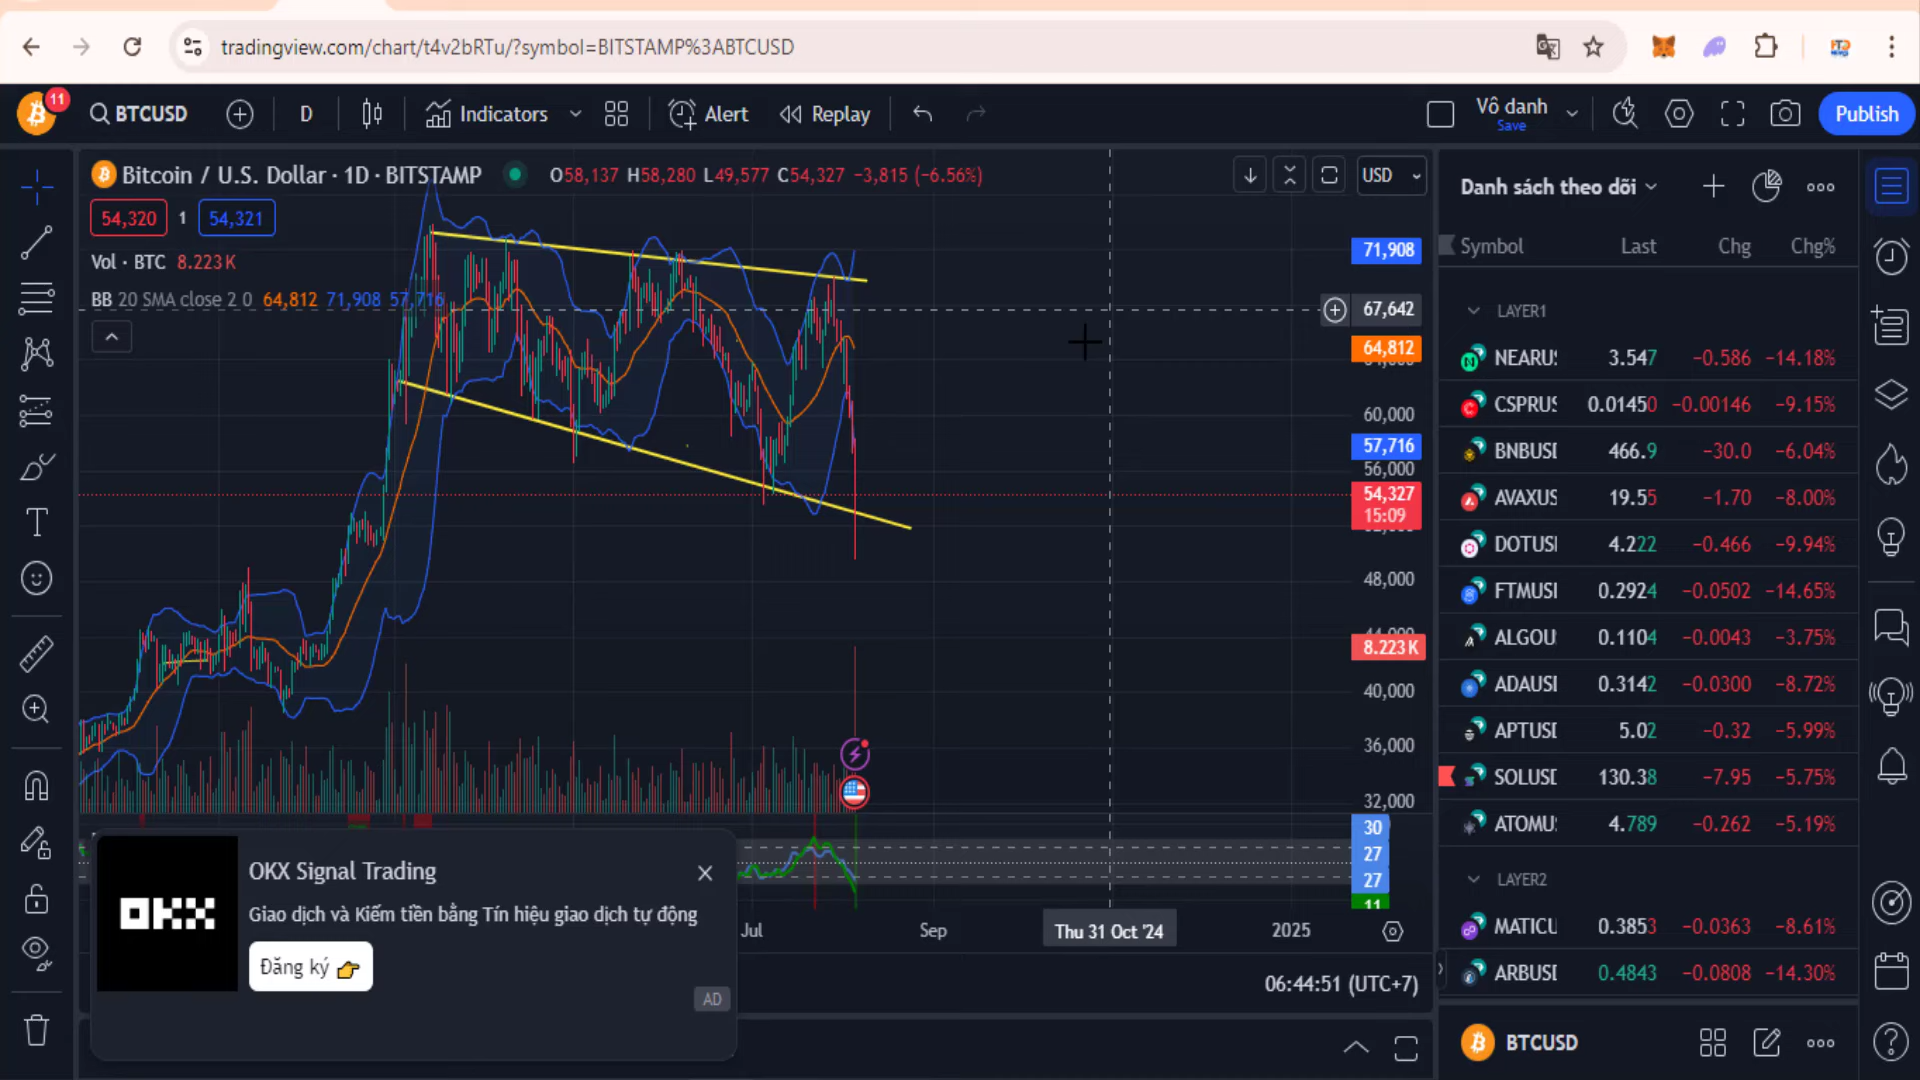 tradingview.com/chart/t4v2bRTu/?symbol=BITSTAMP%3ABTCUSD
11
BTCUSD
D
Indicators
Alert
Replay
Vô danh
Save
Publish
Bitcoin / U.S. Dollar · 1D · BITSTAMP
O58,137 H58,280 L49,577 C54,327 −3,815 (−6.56%)
USD
54,320 1 54,321
Vol · BTC 8.223 K
BB 20 SMA close 2 0 64,812 71,908 57,716
71,908
67,642
64,812
60,000
57,716
56,000
54,327
15:09
48,000
44,000
8.223 K
40,000
36,000
32,000
30
27
27
11
Jul
Sep
Thu 31 Oct '24
2025
06:44:51 (UTC+7)
OKX
OKX Signal Trading
Giao dịch và Kiếm tiền bằng Tín hiệu giao dịch tự động
Đăng ký
AD
Danh sách theo dõi
Symbol Last Chg Chg%
LAYER1
NEARUS 3.547 −0.586 −14.18%
CSPRUS 0.01450 −0.00146 −9.15%
BNBUSI 466.9 −30.0 −6.04%
AVAXUS 19.55 −1.70 −8.00%
DOTUSI 4.222 −0.466 −9.94%
FTMUSI 0.2924 −0.0502 −14.65%
ALGOU 0.1104 −0.0043 −3.75%
ADAUSI 0.3142 −0.0300 −8.72%
APTUSI 5.02 −0.32 −5.99%
SOLUSI 130.38 −7.95 −5.75%
ATOMU 4.789 −0.262 −5.19%
LAYER2
MATICU 0.3853 −0.0363 −8.61%
ARBUSI 0.4843 −0.0808 −14.30%
BTCUSD